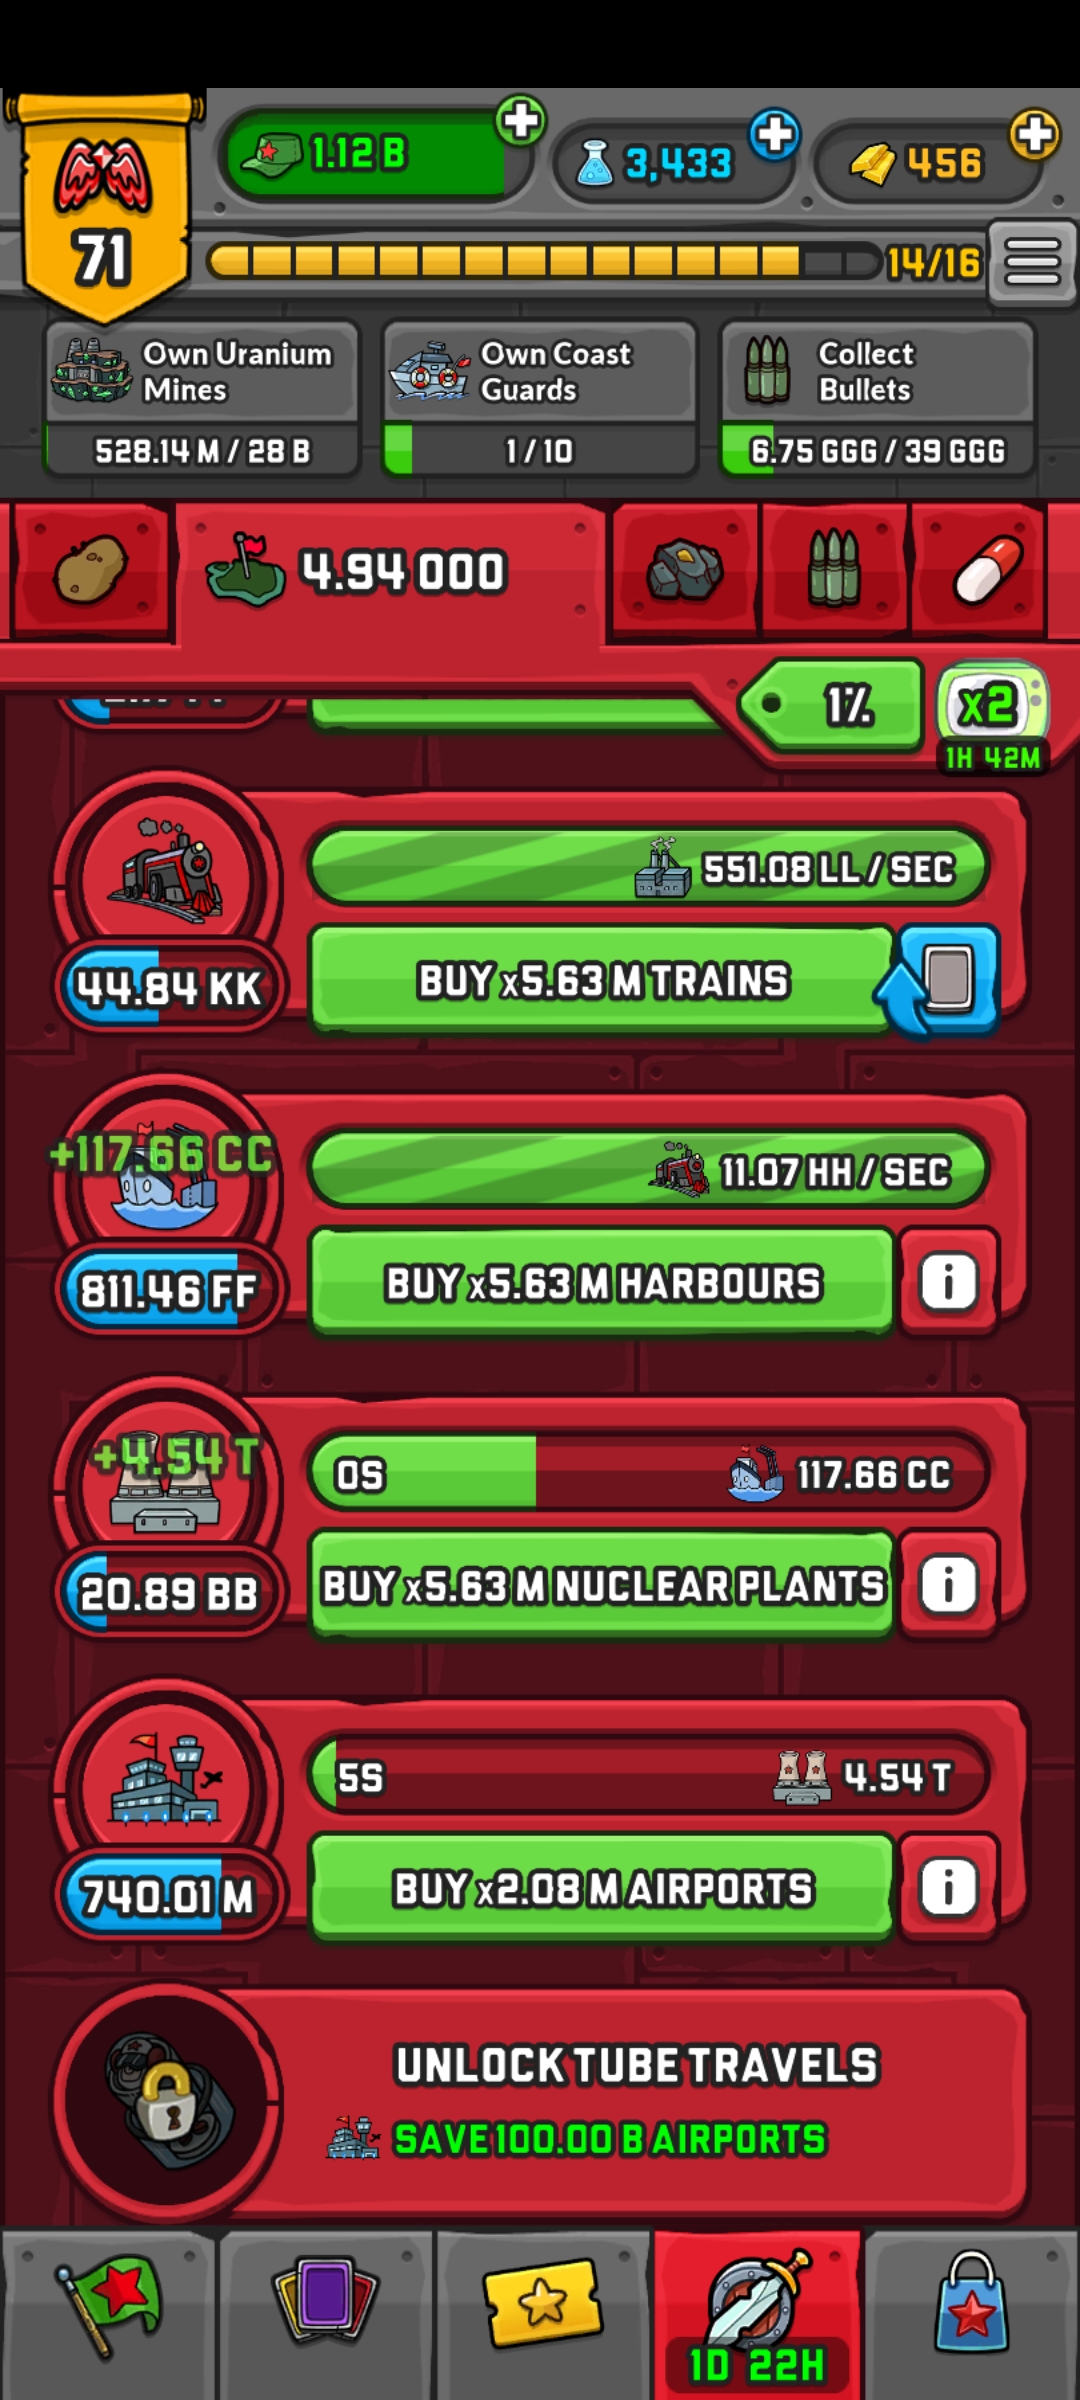 1.12 B
3,433
456
71
14/16
Own Uranium
Mines
528.14 M / 28 B
Own Coast
Guards
1 / 10
Collect
Bullets
6.75 GGG / 39 GGG
4.94 000
1%
x2
1H 42M
551.08 LL / SEC
44.84 KK
BUY x5.63 M TRAINS
+117.66 CC
11.07 HH / SEC
811.46 FF
BUY x5.63 M HARBOURS
i
+4.54 T
0S
117.66 CC
20.89 BB
BUY x5.63 M NUCLEAR PLANTS
i
5S
4.54 T
740.01 M
BUY x2.08 M AIRPORTS
i
UNLOCK TUBE TRAVELS
SAVE 100.00 B AIRPORTS
1D 22H